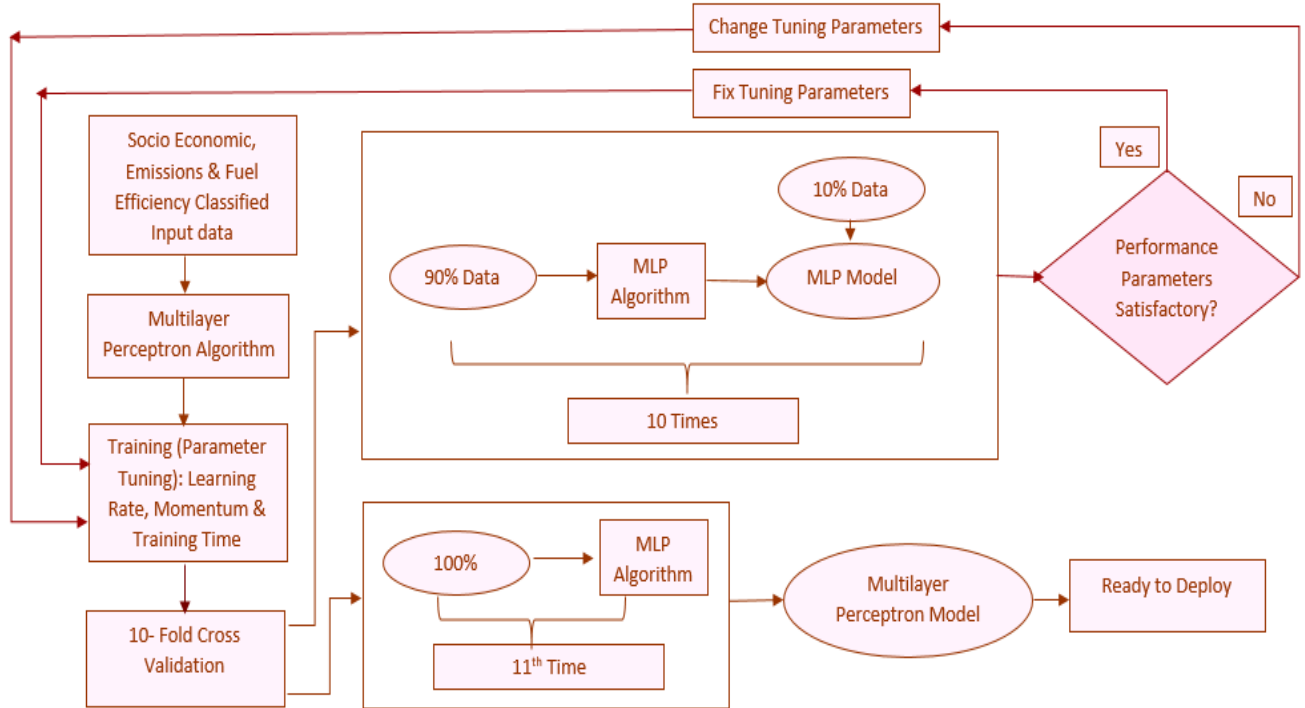 Change Tuning Parameters
Fix Tuning Parameters
Socio Economic,
Emissions & Fuel
Efficiency Classified
Input data
Multilayer
Perceptron Algorithm
Training (Parameter
Tuning): Learning
Rate, Momentum &
Training Time
10- Fold Cross
Validation
90% Data
MLP
Algorithm
10% Data
MLP Model
10 Times
Yes
No
Performance
Parameters
Satisfactory?
100%
MLP
Algorithm
11th Time
Multilayer
Perceptron Model
Ready to Deploy